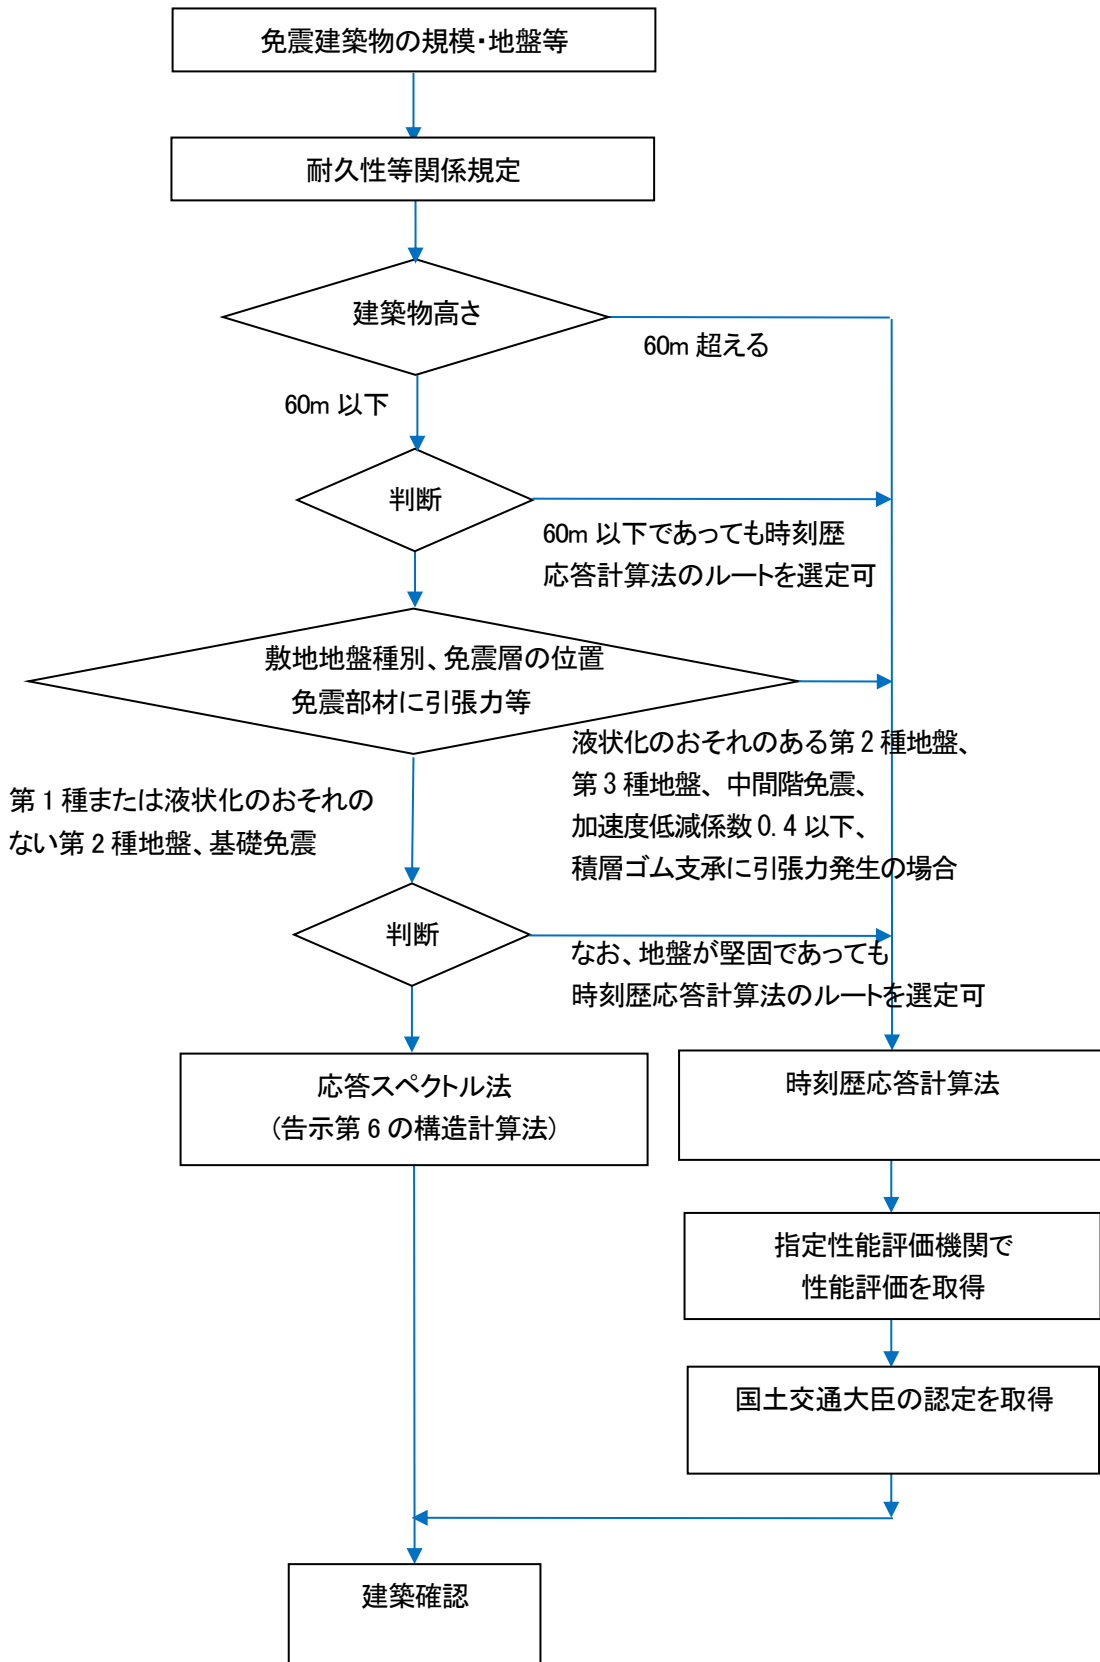 免震建築物の規模・地盤等
耐久性等関係規定
建築物高さ
60m 超える
60m 以下
判断
60m 以下であっても時刻歴
応答計算法のルートを選定可
敷地地盤種別、免震層の位置
免震部材に引張力等
液状化のおそれのある第 2 種地盤、
第 3 種地盤、中間階免震、
加速度低減係数 0.4 以下、
積層ゴム支承に引張力発生の場合
第 1 種または液状化のおそれの
ない第 2 種地盤、基礎免震
判断
なお、地盤が堅固であっても
時刻歴応答計算法のルートを選定可
応答スペクトル法
(告示第 6 の構造計算法)
時刻歴応答計算法
指定性能評価機関で
性能評価を取得
国土交通大臣の認定を取得
建築確認